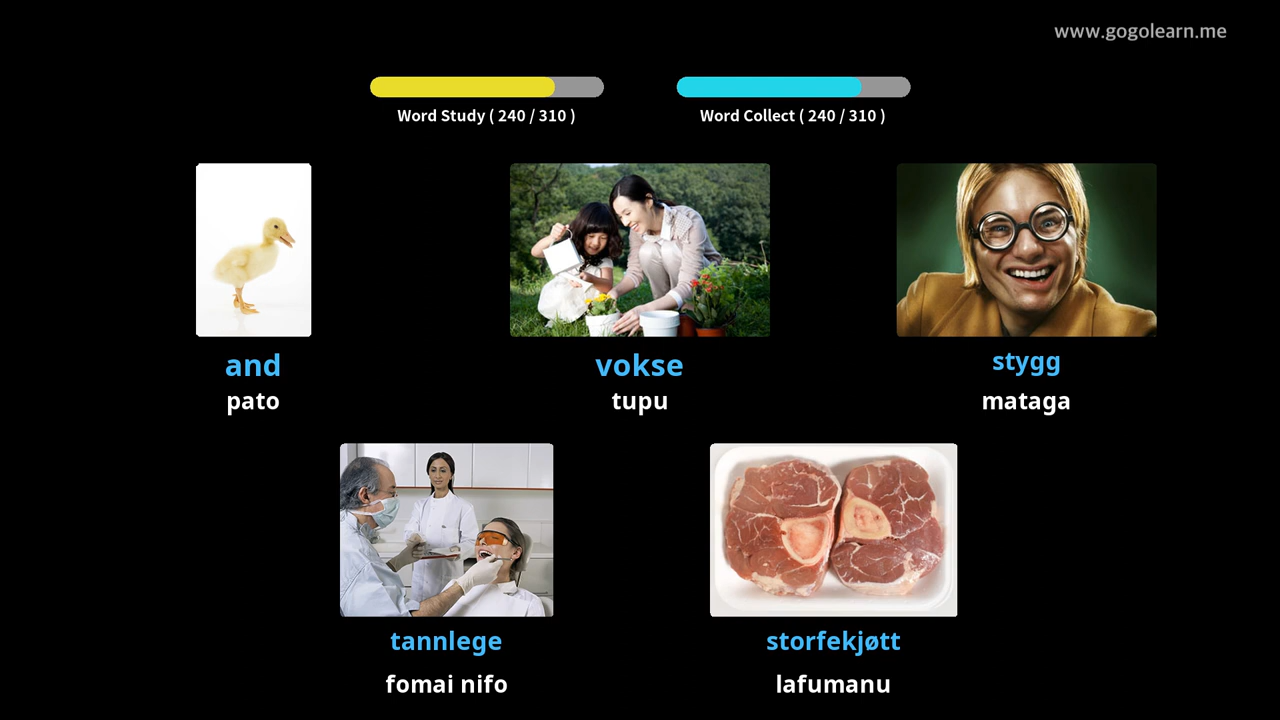 www.gogolearn.me
Word Study ( 240 / 310 )
Word Collect ( 240 / 310 )
and
pato
vokse
tupu
stygg
mataga
tannlege
fomai nifo
storfekjøtt
lafumanu